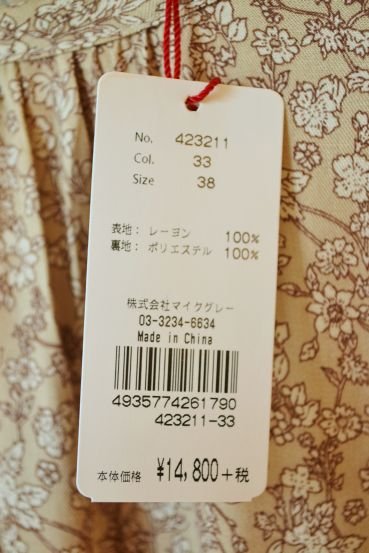 No. 423211
Col. 33
Size 38
表地: レーヨン 100%
裏地: ポリエステル 100%
株式会社マイケグレー
03-3234-6634
Made in China
4935774261790
423211-33
本体価格 ¥14,800+税